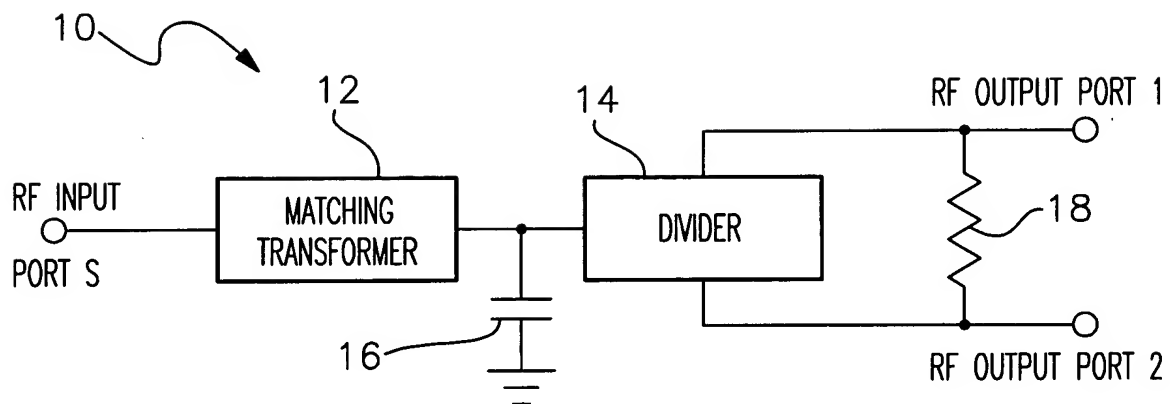 10
12
14
RF OUTPUT PORT 1
RF INPUT
PORT S
MATCHING
TRANSFORMER
DIVIDER
18
16
RF OUTPUT PORT 2